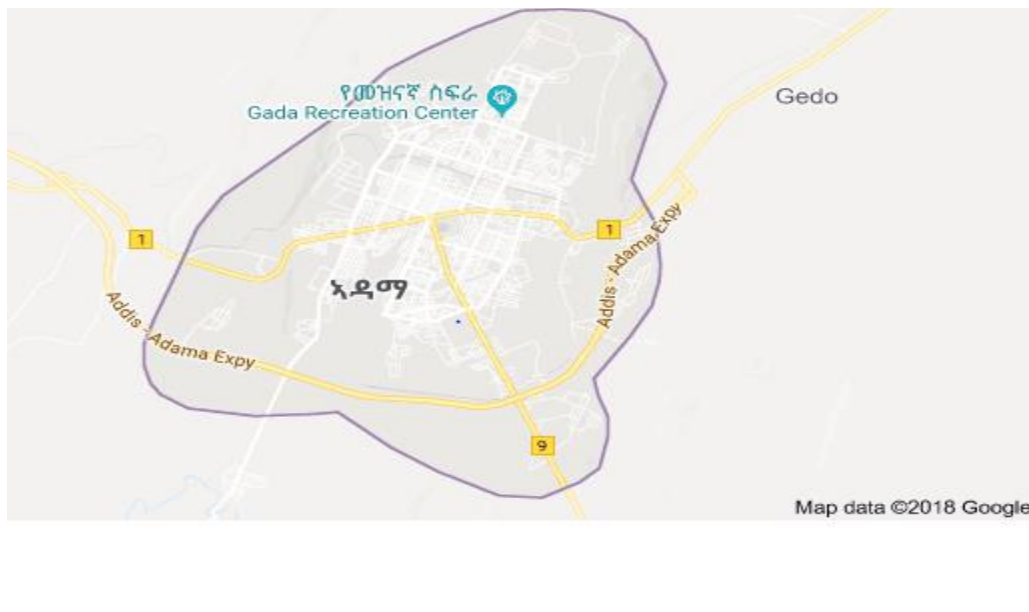 የመዝናኛ ስፍራ
Gada Recreation Center
Gedo
1
1
Addis - Adama Expy
ኣዳማ
Addis - Adama Expy
9
Map data ©2018 Google